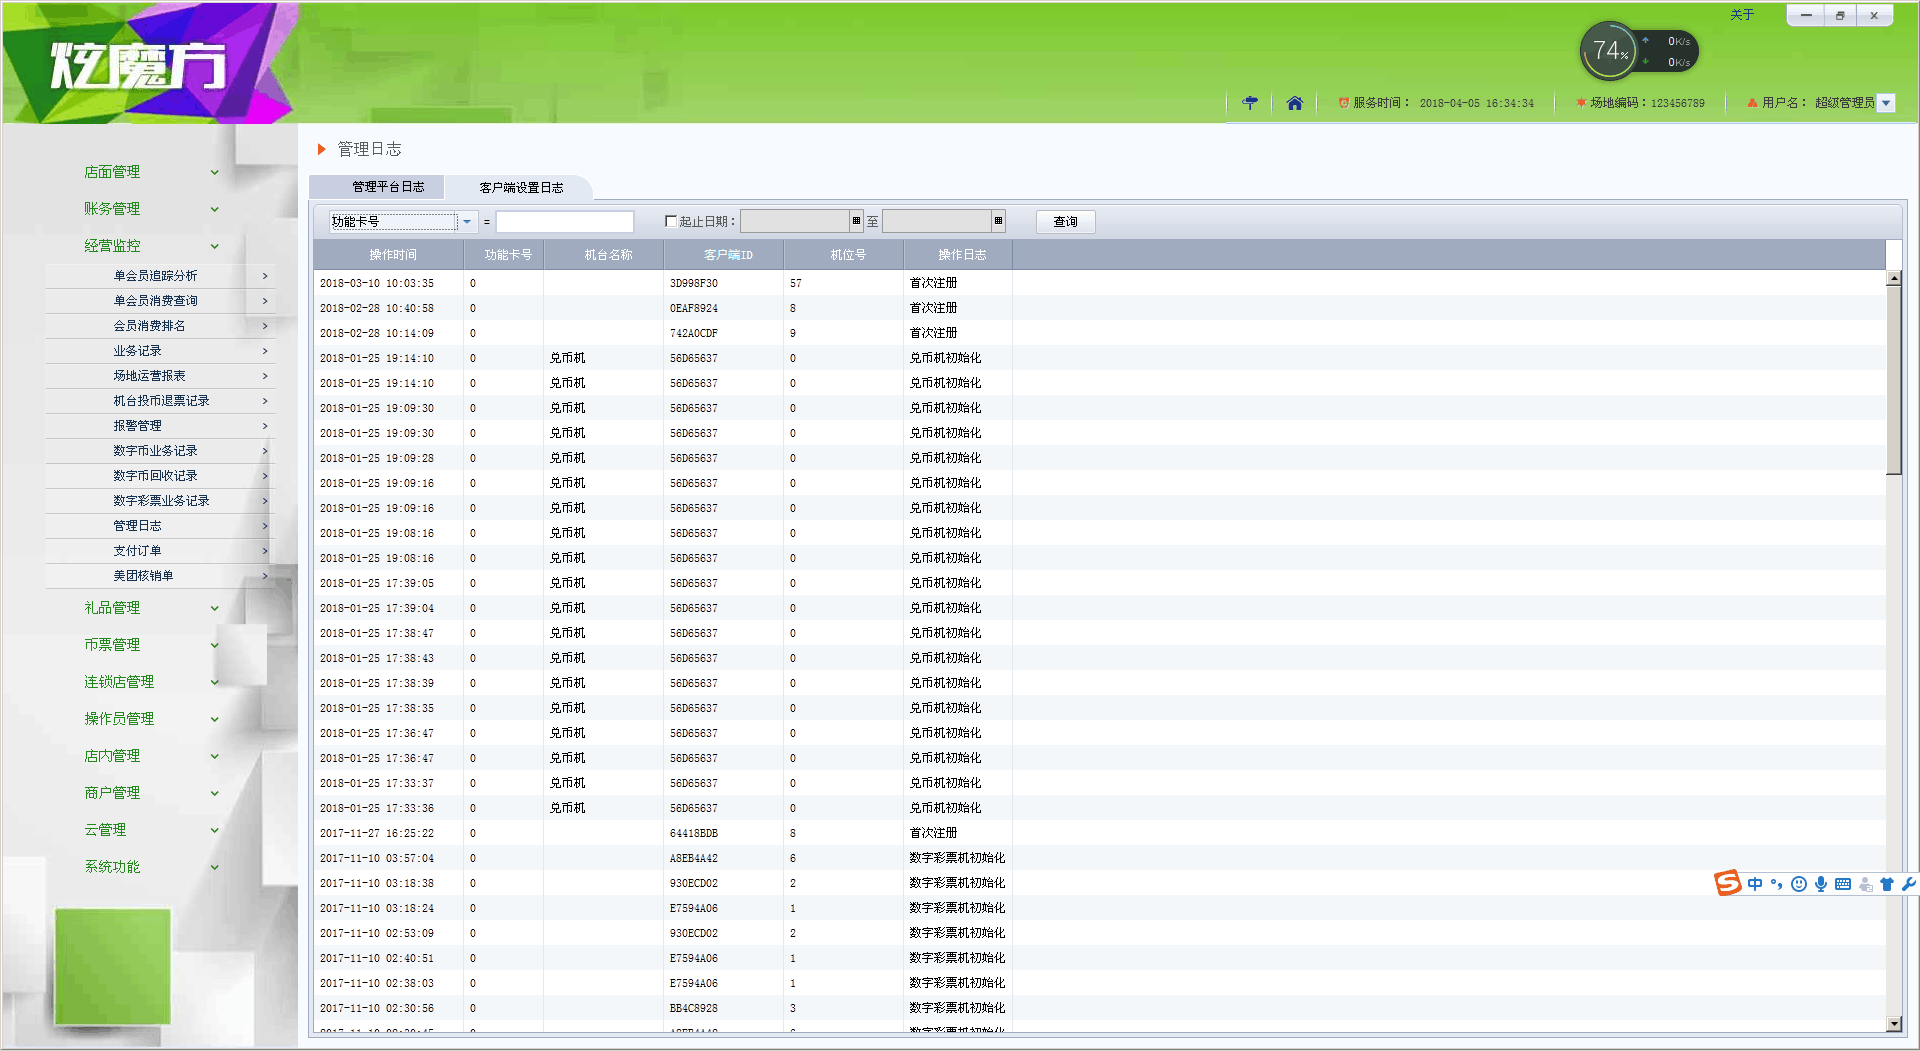 关于
炫魔方
74% 0K/s
0K/s
服务时间： 2018-04-05 16:34:34 场地编码：123456789 用户名： 超级管理员
店面管理
账务管理
经营监控
单会员追踪分析
单会员消费查询
会员消费排名
业务记录
场地运营报表
机台投币退票记录
报警管理
数字币业务记录
数字币回收记录
数字彩票业务记录
管理日志
支付订单
美团核销单
礼品管理
币票管理
连锁店管理
操作员管理
店内管理
商户管理
云管理
系统功能
管理日志
管理平台日志 客户端设置日志
功能卡号 = 起止日期： 至 查询
操作时间 功能卡号 机台名称 客户端ID 机位号 操作日志
2018-03-10 10:03:35 0 3D998F30 57 首次注册
2018-02-28 10:40:58 0 0EAF8924 8 首次注册
2018-02-28 10:14:09 0 742A0CDF 9 首次注册
2018-01-25 19:14:10 0 兑币机 56D65637 0 兑币机初始化
2018-01-25 19:14:10 0 兑币机 56D65637 0 兑币机初始化
2018-01-25 19:09:30 0 兑币机 56D65637 0 兑币机初始化
2018-01-25 19:09:30 0 兑币机 56D65637 0 兑币机初始化
2018-01-25 19:09:28 0 兑币机 56D65637 0 兑币机初始化
2018-01-25 19:09:16 0 兑币机 56D65637 0 兑币机初始化
2018-01-25 19:09:16 0 兑币机 56D65637 0 兑币机初始化
2018-01-25 19:08:16 0 兑币机 56D65637 0 兑币机初始化
2018-01-25 19:08:16 0 兑币机 56D65637 0 兑币机初始化
2018-01-25 17:39:05 0 兑币机 56D65637 0 兑币机初始化
2018-01-25 17:39:04 0 兑币机 56D65637 0 兑币机初始化
2018-01-25 17:38:47 0 兑币机 56D65637 0 兑币机初始化
2018-01-25 17:38:43 0 兑币机 56D65637 0 兑币机初始化
2018-01-25 17:38:39 0 兑币机 56D65637 0 兑币机初始化
2018-01-25 17:38:35 0 兑币机 56D65637 0 兑币机初始化
2018-01-25 17:36:47 0 兑币机 56D65637 0 兑币机初始化
2018-01-25 17:36:47 0 兑币机 56D65637 0 兑币机初始化
2018-01-25 17:33:37 0 兑币机 56D65637 0 兑币机初始化
2018-01-25 17:33:36 0 兑币机 56D65637 0 兑币机初始化
2017-11-27 16:25:22 0 64418BDB 8 首次注册
2017-11-10 03:57:04 0 A8EB4A42 6 数字彩票机初始化
2017-11-10 03:18:38 0 930ECD02 2 数字彩票机初始化
2017-11-10 03:18:24 0 E7594A06 1 数字彩票机初始化
2017-11-10 02:53:09 0 930ECD02 2 数字彩票机初始化
2017-11-10 02:40:51 0 E7594A06 1 数字彩票机初始化
2017-11-10 02:38:03 0 E7594A06 1 数字彩票机初始化
2017-11-10 02:30:56 0 BB4C8928 3 数字彩票机初始化
中